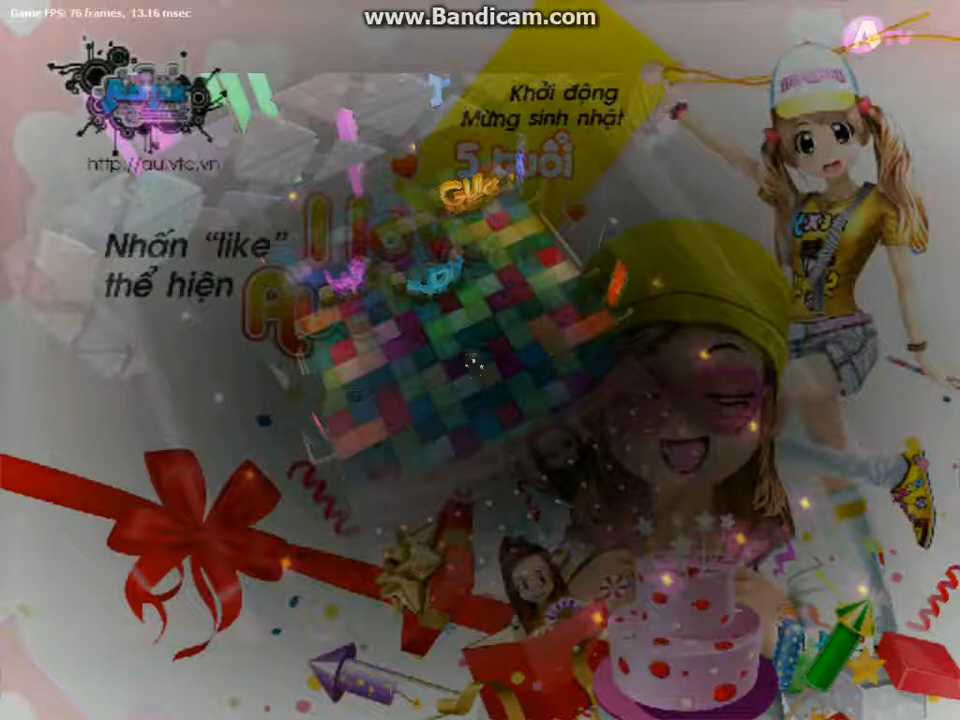 Game FPS: 76 frames, 13.16 msec
www.Bandicam.com
Khởi động
Mừng sinh nhật
5 tuổi
http://au.vtc.vn
Nhấn “like”
thể hiện